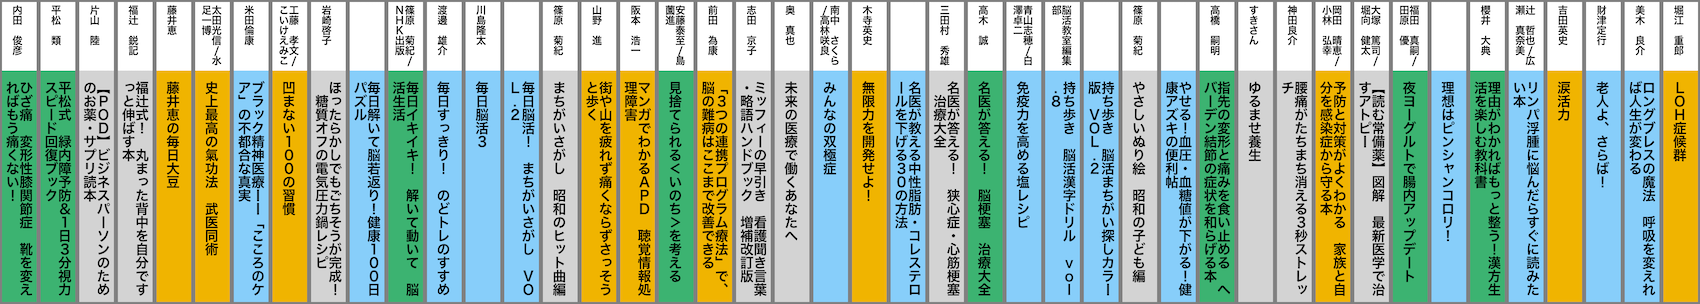 堀江 重郎
LOH症候群
美木 良介
ロングブレスの魔法 呼吸を変えれ
ば人生が変わる
財津定行
老人よ、さらば!
吉田英史
涙活力
辻 哲也/広
瀬 真奈美
リンパ浮腫に悩んだらすぐに読みた
い本
櫻井 大典
理由がわかればもっと整う!漢方生
活を楽しむ教科書
理想はピンシャンコロリ!
福田 真嗣/
田原 優
夜ヨーグルトで腸内アップデート
大塚 篤司/
堀向 健太
【読む常備薬】図解 最新医学で治
すアトピー
岡田 晴恵/
小林 弘幸
予防と対策がよくわかる 家族と自
分を感染症から守る本
神田良介
腰痛がたちまち消える3秒ストレッ
チ
すきさん
ゆるませ養生
高橋 嗣明
指先の変形と痛みを食い止める ヘ
バーデン結節の症状を和らげる本
やせる!血圧・血糖値が下がる!健
康アズキの便利帖
篠原 菊紀
やさしいぬり絵 昭和の子ども編
持ち歩き 脳活まちがい探しカラー
版 VOL.2
脳活教室編集
部
持ち歩き 脳活漢字ドリル vol
.8
青山志穂/白
澤卓二
免疫力を高める塩レシピ
高木 誠
名医が答える! 脳梗塞 治療大全
三田村 秀雄
名医が答える! 狭心症・心筋梗塞
 治療大全
名医が教える中性脂肪・コレステロ
ールを下げる30の方法
木寺英史
無限力を開発せよ!
南中 さくら
/高林 咲良
みんなの双極症
奥 真也
未来の医療で働くあなたへ
志田 京子
ミッフィーの早引き 看護聞き言葉
・略語ハンドブック 増補改訂版
前田 為康
「3つの連携プログラム療法」で、
脳の難病はここまで改善できる
安藤泰至/島
薗進
見捨てられる<いのち>を考える
阪本 浩一
マンガでわかるAPD 聴覚情報処
理障害
山野 進
街や山を疲れず痛くならずさっそう
と歩く
篠原 菊紀
まちがいさがし 昭和のヒット曲編
毎日脳活! まちがいさがし VO
L.2
川島隆太
毎日脳活3
渡邊 雄介
毎日すっきり! のどトレのすすめ
篠原 菊紀/
NHK出版
毎日イキイキ! 解いて動いて 脳
活生活
毎日解いて脳若返り!健康100日
パズル
岩崎啓子
ほったらかしでもごちそうが完成!
 糖質オフの電気圧力鍋レシピ
工藤 孝文/
こいけえみこ
凹まない100の習慣
米田倫康
ブラック精神医療――「こころのケ
ア」の不都合な真実
太田光信/水
足一博
史上最高の氣功法 武医同術
藤井恵
藤井恵の毎日大豆
福辻 鋭記
福辻式! 丸まった背中を自分です
っと伸ばす本
片山 陸
【POD】ビジネスパーソンのため
のお薬・サプリ読本
平松 類
平松式 緑内障予防&1日3分視力
スピード回復ブック
内田 俊彦
ひざ痛 変形性膝関節症 靴を変え
ればもう痛くない!